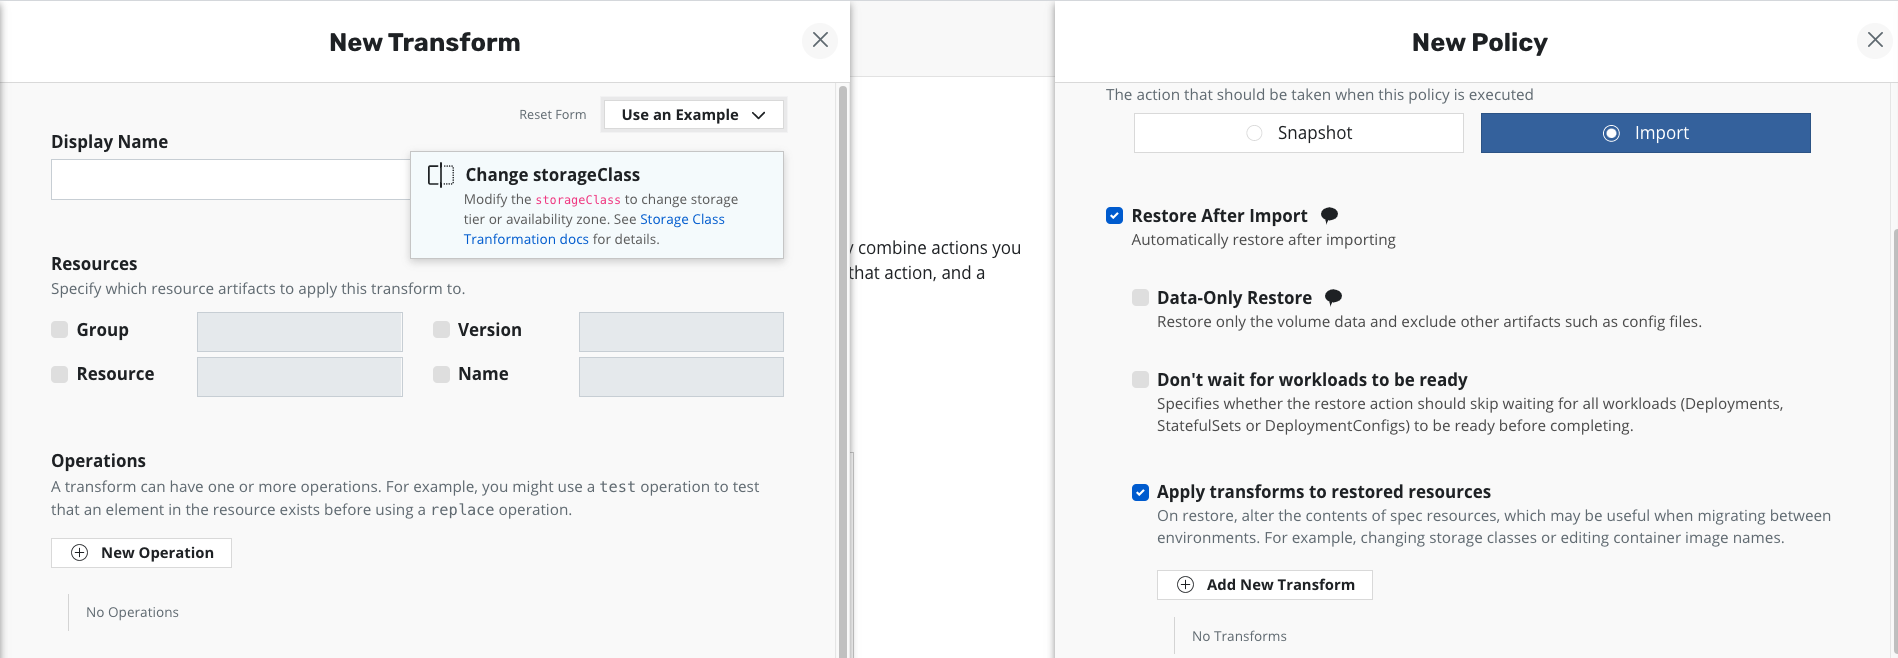 New Transform
Reset Form
Use an Example
Display Name
Change storageClass
Modify the storageClass to change storage
tier or availability zone. See Storage Class
Tranformation docs for details.
Resources
Specify which resource artifacts to apply this transform to.
Group
Version
Resource
Name
Operations
A transform can have one or more operations. For example, you might use a test operation to test
that an element in the resource exists before using a replace operation.
New Operation
No Operations
y combine actions you
that action, and a
New Policy
The action that should be taken when this policy is executed
Snapshot
Import
Restore After Import
Automatically restore after importing
Data-Only Restore
Restore only the volume data and exclude other artifacts such as config files.
Don't wait for workloads to be ready
Specifies whether the restore action should skip waiting for all workloads (Deployments,
StatefulSets or DeploymentConfigs) to be ready before completing.
Apply transforms to restored resources
On restore, alter the contents of spec resources, which may be useful when migrating between
environments. For example, changing storage classes or editing container image names.
Add New Transform
No Transforms